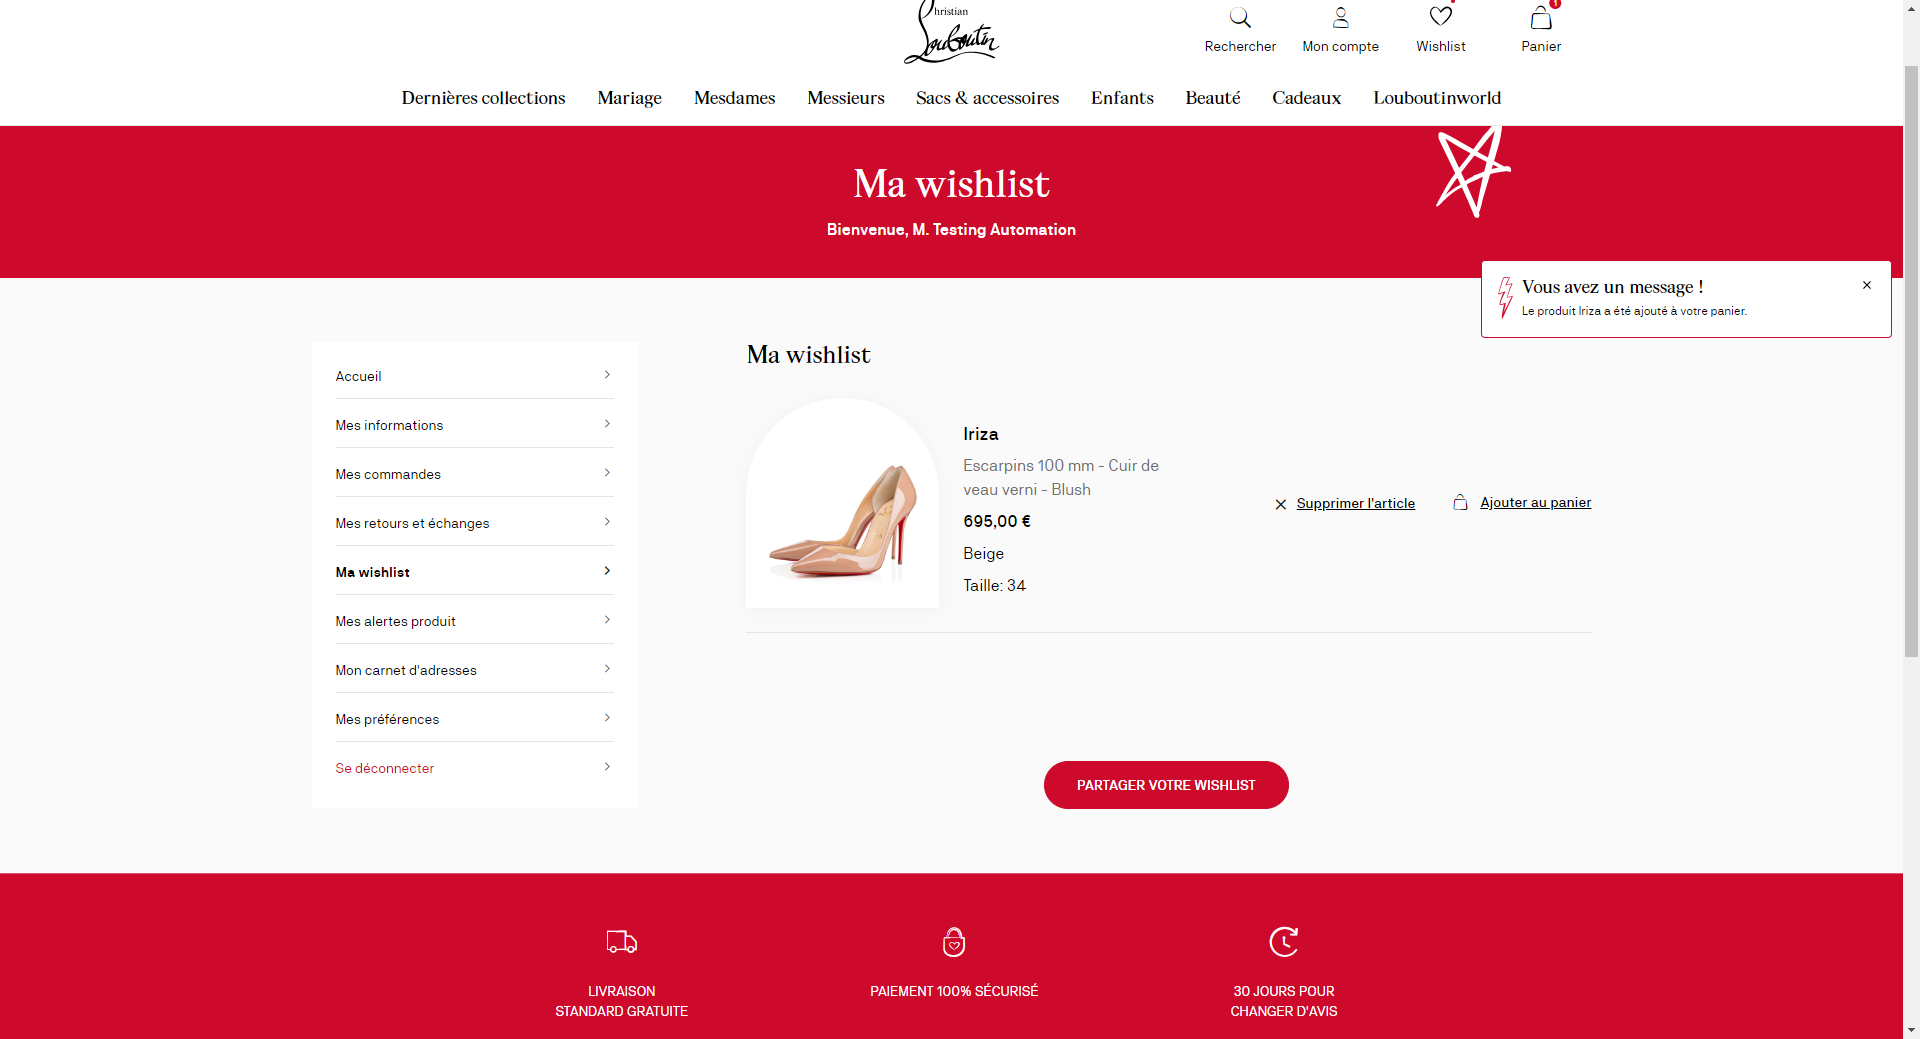 Christian
Louboutin
Rechercher
Mon compte
Wishlist
1
Panier
Dernières collections
Mariage
Mesdames
Messieurs
Sacs & accessoires
Enfants
Beauté
Cadeaux
Louboutinworld
Ma wishlist
Bienvenue, M. Testing Automation
Vous avez un message !
Le produit Iriza a été ajouté à votre panier.
Accueil
Mes informations
Mes commandes
Mes retours et échanges
Ma wishlist
Mes alertes produit
Mon carnet d'adresses
Mes préférences
Se déconnecter
Ma wishlist
Iriza
Escarpins 100 mm - Cuir de
veau verni - Blush
695,00 €
Beige
Taille: 34
Supprimer l'article
Ajouter au panier
PARTAGER VOTRE WISHLIST
LIVRAISON
STANDARD GRATUITE
PAIEMENT 100% SÉCURISÉ
30 JOURS POUR
CHANGER D'AVIS